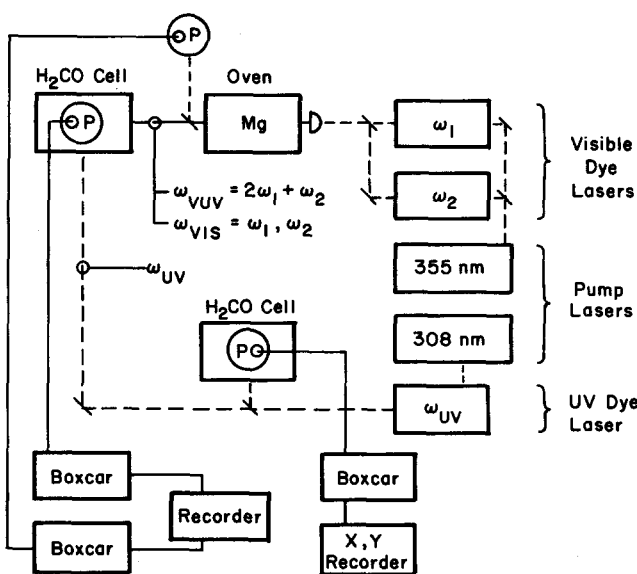 P
H₂CO Cell
Oven
P
Mg
ω₁
ω₂
Visible
Dye
Lasers
ω_VUV = 2ω₁ + ω₂
ω_VIS = ω₁, ω₂
ω_UV
355 nm
308 nm
Pump
Lasers
H₂CO Cell
P
ω_UV
UV Dye
Laser
Boxcar
Recorder
Boxcar
Boxcar
X,Y
Recorder